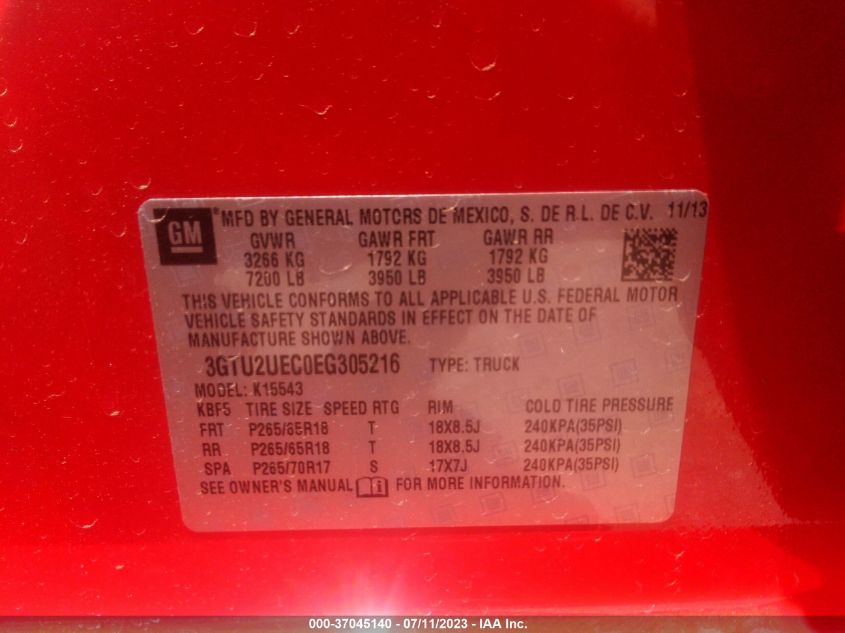 GM ® MFD BY GENERAL MOTORS DE MEXICO, S. DE R.L. DE C.V. 11/13
GVWR GAWR FRT GAWR RR
3266 KG 1792 KG 1792 KG
7200 LB 3950 LB 3950 LB
THIS VEHICLE CONFORMS TO ALL APPLICABLE U.S. FEDERAL MOTOR
VEHICLE SAFETY STANDARDS IN EFFECT ON THE DATE OF
MANUFACTURE SHOWN ABOVE.
3GTU2UEC0EG305216 TYPE: TRUCK
MODEL: K15543
KBF5 TIRE SIZE SPEED RTG RIM COLD TIRE PRESSURE
FRT P265/65R18 T 18X8.5J 240KPA(35PSI)
RR P265/65R18 T 18X8.5J 240KPA(35PSI)
SPA P265/70R17 S 17X7J 240KPA(35PSI)
SEE OWNER'S MANUAL FOR MORE INFORMATION.
000-37045140 - 07/11/2023 - IAA Inc.